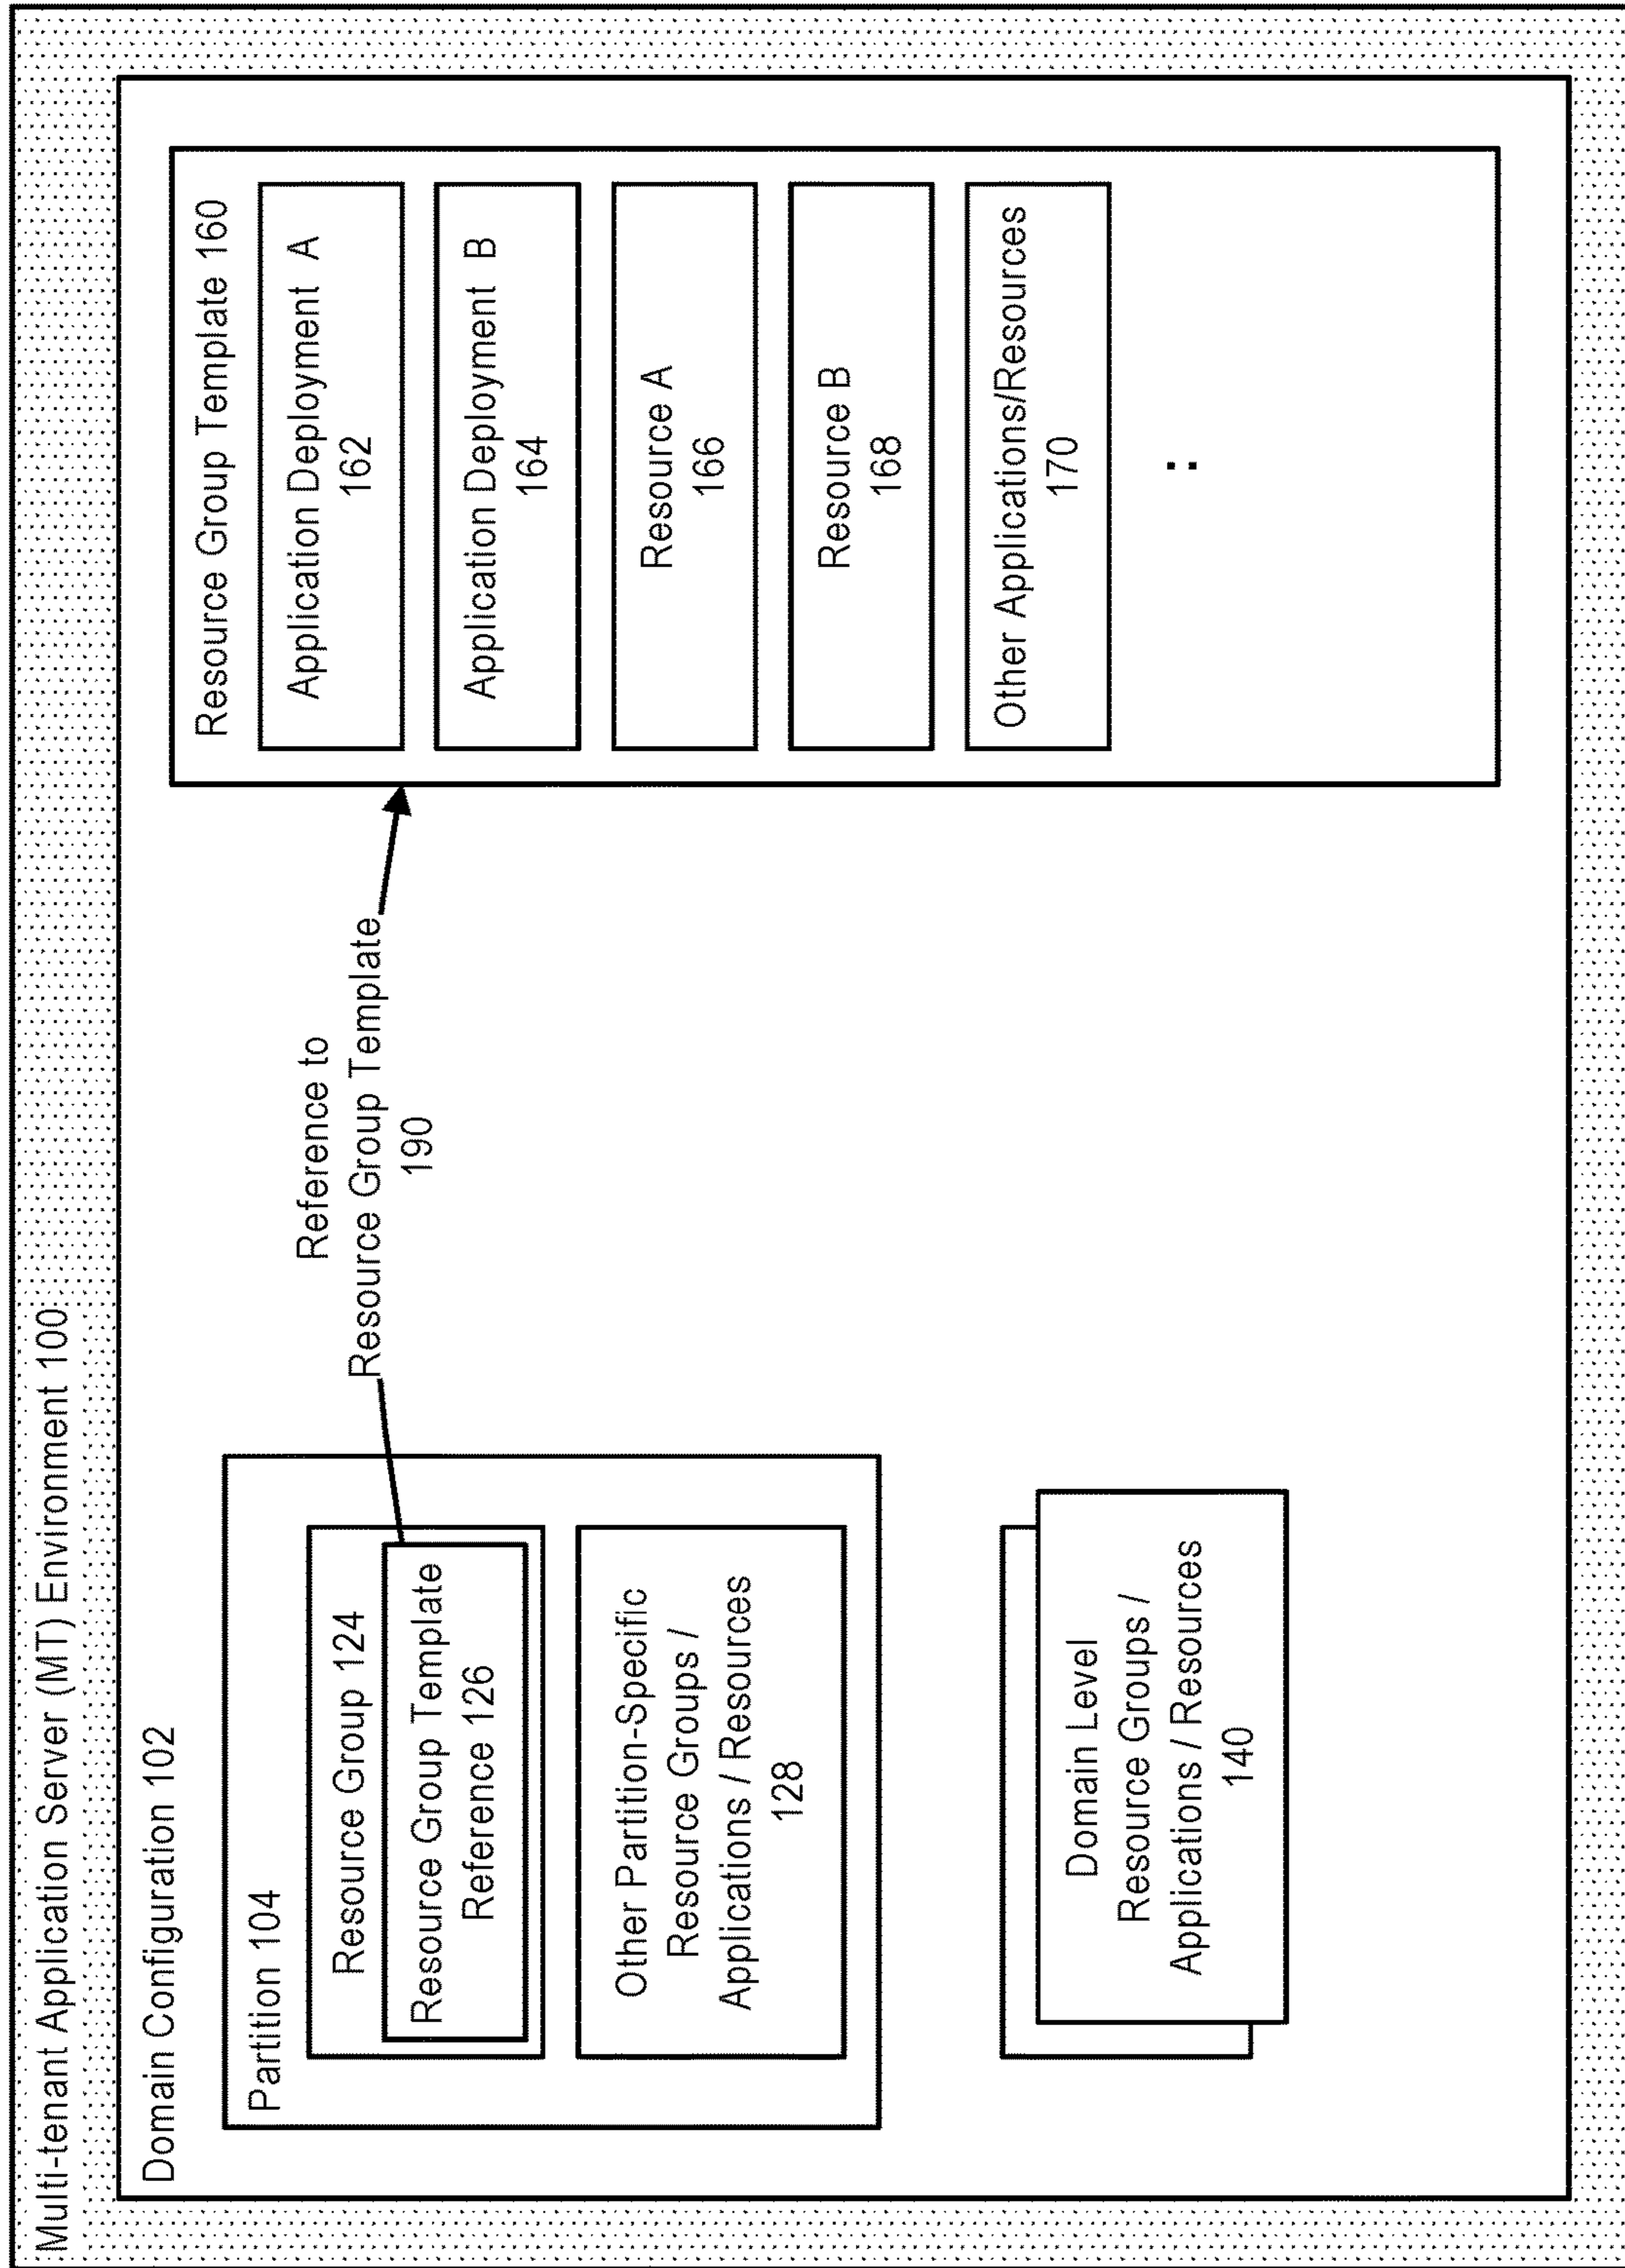 Multi-tenant Application Server (MT) Environment 100
Domain Configuration 102
Partition 104
Resource Group 124
Resource Group Template
Reference 126
Other Partition-Specific
Resource Groups /
Applications / Resources
128
Domain Level
Resource Groups /
Applications / Resources
140
Reference to
Resource Group Template
190
Resource Group Template 160
Application Deployment A
162
Application Deployment B
164
Resource A
166
Resource B
168
Other Applications/Resources
170
..